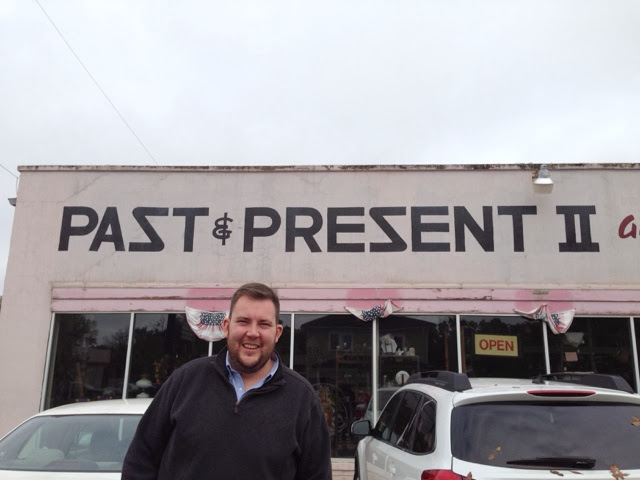 PAST & PRESENT II
OPEN